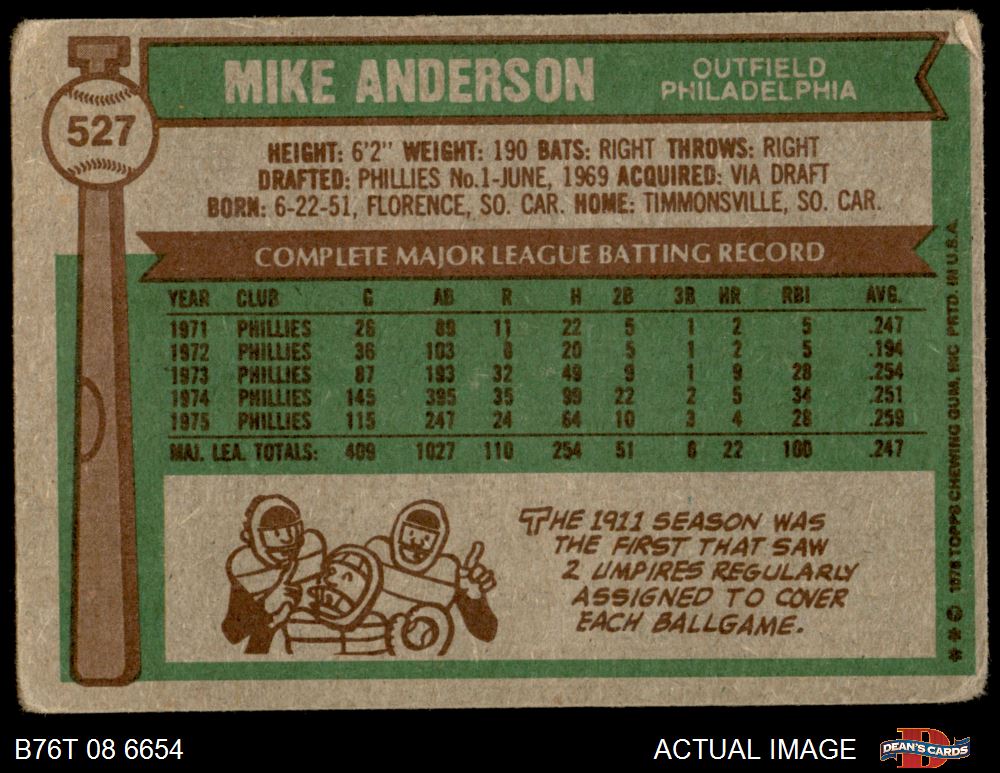 527
MIKE ANDERSON
OUTFIELD
PHILADELPHIA
HEIGHT: 6'2" WEIGHT: 190 BATS: RIGHT THROWS: RIGHT
DRAFTED: PHILLIES No.1-JUNE, 1969 ACQUIRED: VIA DRAFT
BORN: 6-22-51, FLORENCE, SO. CAR. HOME: TIMMONSVILLE, SO. CAR.
COMPLETE MAJOR LEAGUE BATTING RECORD
YEAR CLUB G AB R H 2B 3B HR RBI AVG.
1971 PHILLIES 26 89 11 22 5 1 2 5 .247
1972 PHILLIES 36 103 8 20 5 1 2 5 .194
1973 PHILLIES 87 193 32 49 9 1 9 28 .254
1974 PHILLIES 145 395 35 99 22 2 5 34 .251
1975 PHILLIES 115 247 24 64 10 3 4 28 .259
MAJ. LEA. TOTALS: 409 1027 110 254 51 8 22 100 .247
THE 1911 SEASON WAS
THE FIRST THAT SAW
2 UMPIRES REGULARLY
ASSIGNED TO COVER
EACH BALLGAME.
* * © 1976 TOPPS CHEWING GUM, INC PRTD. IN U.S.A.
B76T 08 6654
ACTUAL IMAGE
DEAN'S CARDS